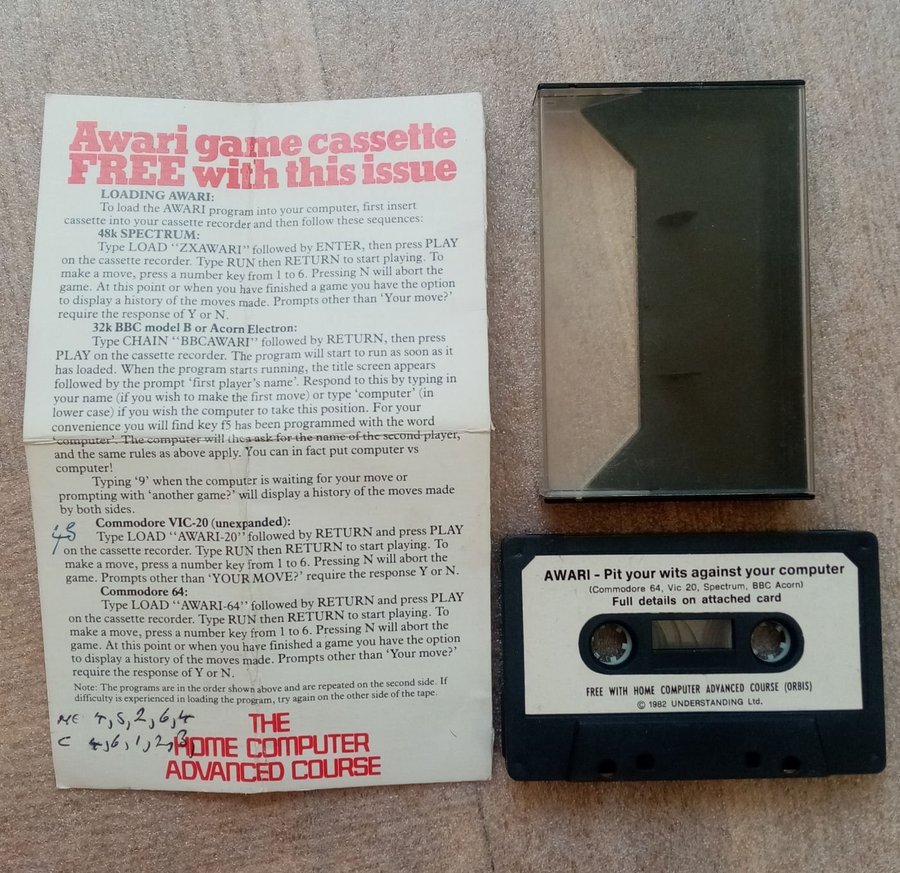 Awari game cassette
FREE with this issue
LOADING AWARI:
To load the AWARI program into your computer, first insert
cassette into your cassette recorder and then follow these sequences:
48k SPECTRUM:
Type LOAD “ZXAWARI” followed by ENTER, then press PLAY
on the cassette recorder. Type RUN then RETURN to start playing. To
make a move, press a number key from 1 to 6. Pressing N will abort the
game. At this point or when you have finished a game you have the option
to display a history of the moves made. Prompts other than ‘Your move?’
require the response of Y or N.
32k BBC model B or Acorn Electron:
Type CHAIN “BBCAWARI” followed by RETURN, then press
PLAY on the cassette recorder. The program will start to run as soon as it
has loaded. When the program starts running, the title screen appears
followed by the prompt ‘first player’s name’. Respond to this by typing in
your name (if you wish to make the first move) or type ‘computer’ (in
lower case) if you wish the computer to take this position. For your
convenience you will find key f5 has been programmed with the word
‘computer’. The computer will then ask for the name of the second player,
and the same rules as above apply. You can in fact put computer vs
computer!
Typing ‘9’ when the computer is waiting for your move or
prompting with ‘another game?’ will display a history of the moves made
by both sides.
Commodore VIC-20 (unexpanded):
Type LOAD “AWARI-20” followed by RETURN and press PLAY
on the cassette recorder. Type RUN then RETURN to start playing. To
make a move, press a number key from 1 to 6. Pressing N will abort the
game. Prompts other than ‘YOUR MOVE?’ require the response Y or N.
Commodore 64:
Type LOAD “AWARI-64” followed by RETURN and press PLAY
on the cassette recorder. Type RUN then RETURN to start playing. To
make a move, press a number key from 1 to 6. Pressing N will abort the
game. At this point or when you have finished a game you have the option
to display a history of the moves made. Prompts other than ‘Your move?’
require the response of Y or N.
Note: The programs are in the order shown above and are repeated on the second side. If
difficulty is experienced in loading the program, try again on the other side of the tape.
ME 4,5,2,6,4
C 4,6,1,2,3,
THE
HOME COMPUTER
ADVANCED COURSE
AWARI - Pit your wits against your computer
(Commodore 64, Vic 20, Spectrum, BBC Acorn)
Full details on attached card
FREE WITH HOME COMPUTER ADVANCED COURSE (ORBIS)
© 1982 UNDERSTANDING Ltd.